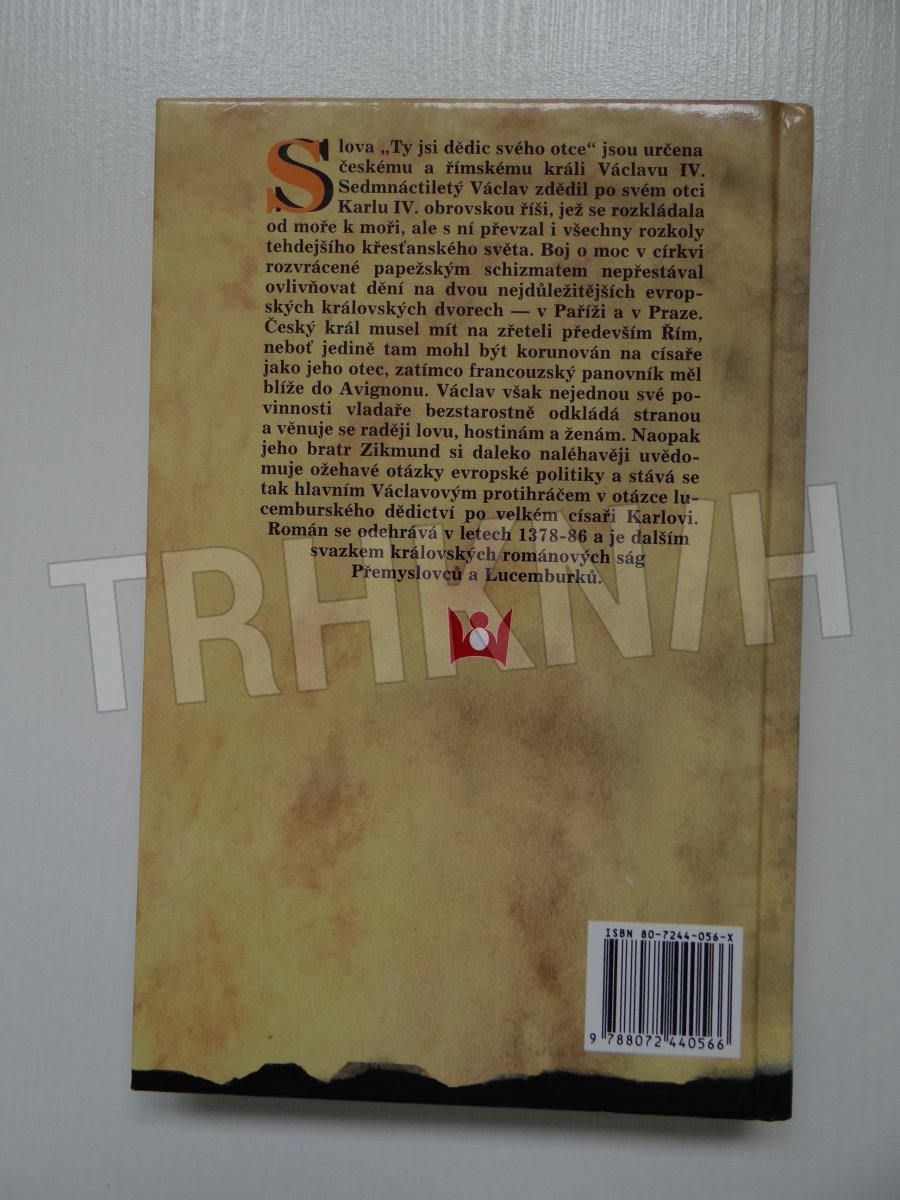 Slova „Ty jsi dědic svého otce“ jsou určena
českému a římskému králi Václavu IV.
Sedmnáctiletý Václav zdědil po svém otci
Karlu IV. obrovskou říši, jež se rozkládala
od moře k moři, ale s ní převzal i všechny rozkoly
tehdejšího křesťanského světa. Boj o moc v církvi
rozvrácené papežským schizmatem nepřestával
ovlivňovat dění na dvou nejdůležitějších evrop-
ských královských dvorech — v Paříži a v Praze.
Český král musel mít na zřeteli především Řím,
neboť jedině tam mohl být korunován na císaře
jako jeho otec, zatímco francouzský panovník měl
blíže do Avignonu. Václav však nejednou své po-
vinnosti vladaře bezstarostně odkládá stranou
a věnuje se raději lovu, hostinám a ženám. Naopak
jeho bratr Zikmund si daleko naléhavěji uvědo-
muje ožehavé otázky evropské politiky a stává se
tak hlavním Václavovým protihráčem v otázce lu-
cemburského dědictví po velkém císaři Karlovi.
Román se odehrává v letech 1378-86 a je dalším
svazkem královských románových ság
Přemyslovců a Lucemburků.
TRHKNIH
ISBN 80-7244-056-X
9 788072 440566